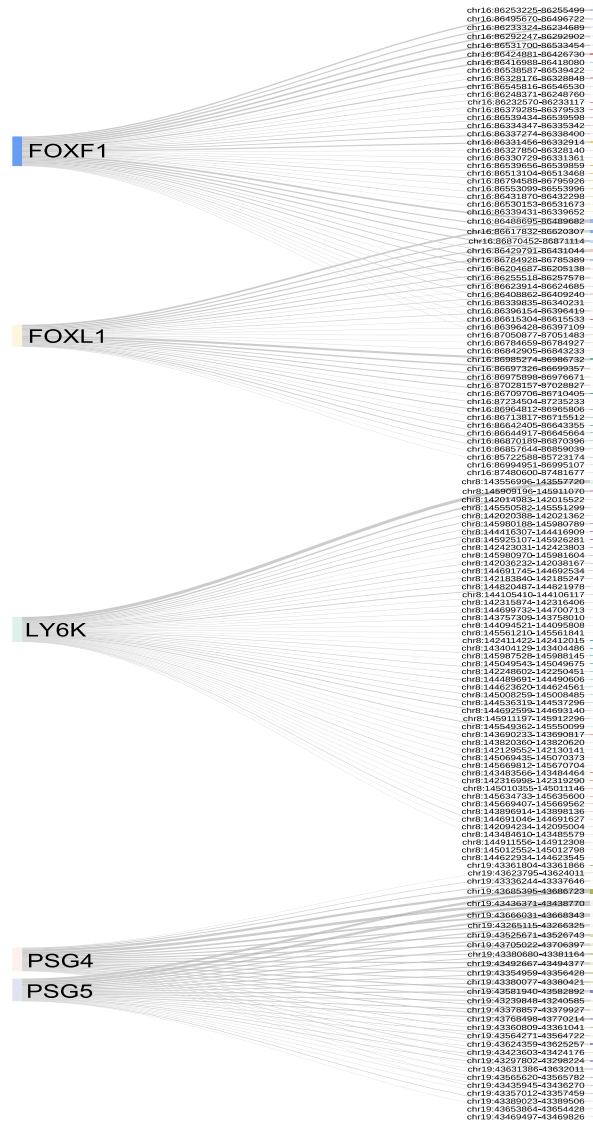 FOXF1
FOXL1
LY6K
PSG4
PSG5
chr16:86253225-86255499
chr16:86495670-86496722
chr16:86233324-86234689
chr16:86292247-86292902
chr16:86531700-86533454
chr16:86424881-86426730
chr16:86416988-86418080
chr16:86538587-86539422
chr16:86328176-86328848
chr16:86545816-86546530
chr16:86248371-86248760
chr16:86232570-86233117
chr16:86379285-86379533
chr16:86539434-86539598
chr16:86334347-86335342
chr16:86337274-86338400
chr16:86331456-86332914
chr16:86327850-86328140
chr16:86330729-86331361
chr16:86539656-86539859
chr16:86513104-86513468
chr16:86794588-86795926
chr16:86553099-86553996
chr16:86431870-86432298
chr16:86530153-86531673
chr16:86339431-86339652
chr16:86488695-86489682
chr16:86617832-86620307
chr16:86870452-86871114
chr16:86429791-86431044
chr16:86784928-86785389
chr16:86204687-86205138
chr16:86255518-86257578
chr16:86623914-86624685
chr16:86408862-86409240
chr16:86339835-86340231
chr16:86396154-86396419
chr16:86615304-86615533
chr16:86396428-86397109
chr16:87050877-87051483
chr16:86784659-86784927
chr16:86842905-86843233
chr16:86985274-86986732
chr16:86697326-86699357
chr16:86975898-86976671
chr16:87028157-87028827
chr16:86709706-86710405
chr16:87234504-87235233
chr16:86964812-86965806
chr16:86713817-86715512
chr16:86642405-86643355
chr16:86644917-86645664
chr16:86870189-86870396
chr16:86857644-86859039
chr16:85722588-85723174
chr16:86994951-86995107
chr16:87480600-87481677
chr8:143556996-143557720
chr8:145909196-145911070
chr8:142014983-142015522
chr8:145550582-145551299
chr8:142020388-142021362
chr8:145980188-145980789
chr8:144416307-144416909
chr8:145925107-145926281
chr8:142423031-142423803
chr8:145980970-145981604
chr8:142036232-142038167
chr8:144691745-144692534
chr8:142183840-142185247
chr8:144820487-144821978
chr8:144105410-144106117
chr8:142315874-142316406
chr8:144699732-144700713
chr8:143757309-143758010
chr8:144094521-144095808
chr8:145561210-145561841
chr8:142411422-142412015
chr8:143404129-143404486
chr8:145987528-145988145
chr8:145049543-145049675
chr8:142248602-142250451
chr8:144489691-144490606
chr8:144623620-144624561
chr8:145008259-145008485
chr8:144536319-144537296
chr8:144692599-144693140
chr8:145911197-145912296
chr8:145549362-145550099
chr8:143690233-143690817
chr8:143820360-143820620
chr8:142129552-142130141
chr8:145069435-145070373
chr8:145669812-145670704
chr8:143483566-143484464
chr8:142316998-142319290
chr8:145010355-145011146
chr8:145634733-145635600
chr8:145669407-145669562
chr8:143896914-143898136
chr8:144691046-144691627
chr8:142094234-142095004
chr8:143484610-143485579
chr8:144911556-144912308
chr8:145012552-145012798
chr8:144622934-144623545
chr19:43361804-43361866
chr19:43623795-43624011
chr19:43336244-43337646
chr19:43685395-43686723
chr19:43436371-43438770
chr19:43666031-43668343
chr19:43265115-43266325
chr19:43525671-43526743
chr19:43705022-43706397
chr19:43380680-43381164
chr19:43492667-43494377
chr19:43354959-43356428
chr19:43380077-43380421
chr19:43581940-43582892
chr19:43239848-43240585
chr19:43378857-43379927
chr19:43768498-43770214
chr19:43360809-43361041
chr19:43564271-43564722
chr19:43624359-43625257
chr19:43423603-43424176
chr19:43297802-43298224
chr19:43631386-43632011
chr19:43565620-43565782
chr19:43435945-43436270
chr19:43357012-43357459
chr19:43389023-43389506
chr19:43653864-43654428
chr19:43469497-43469826